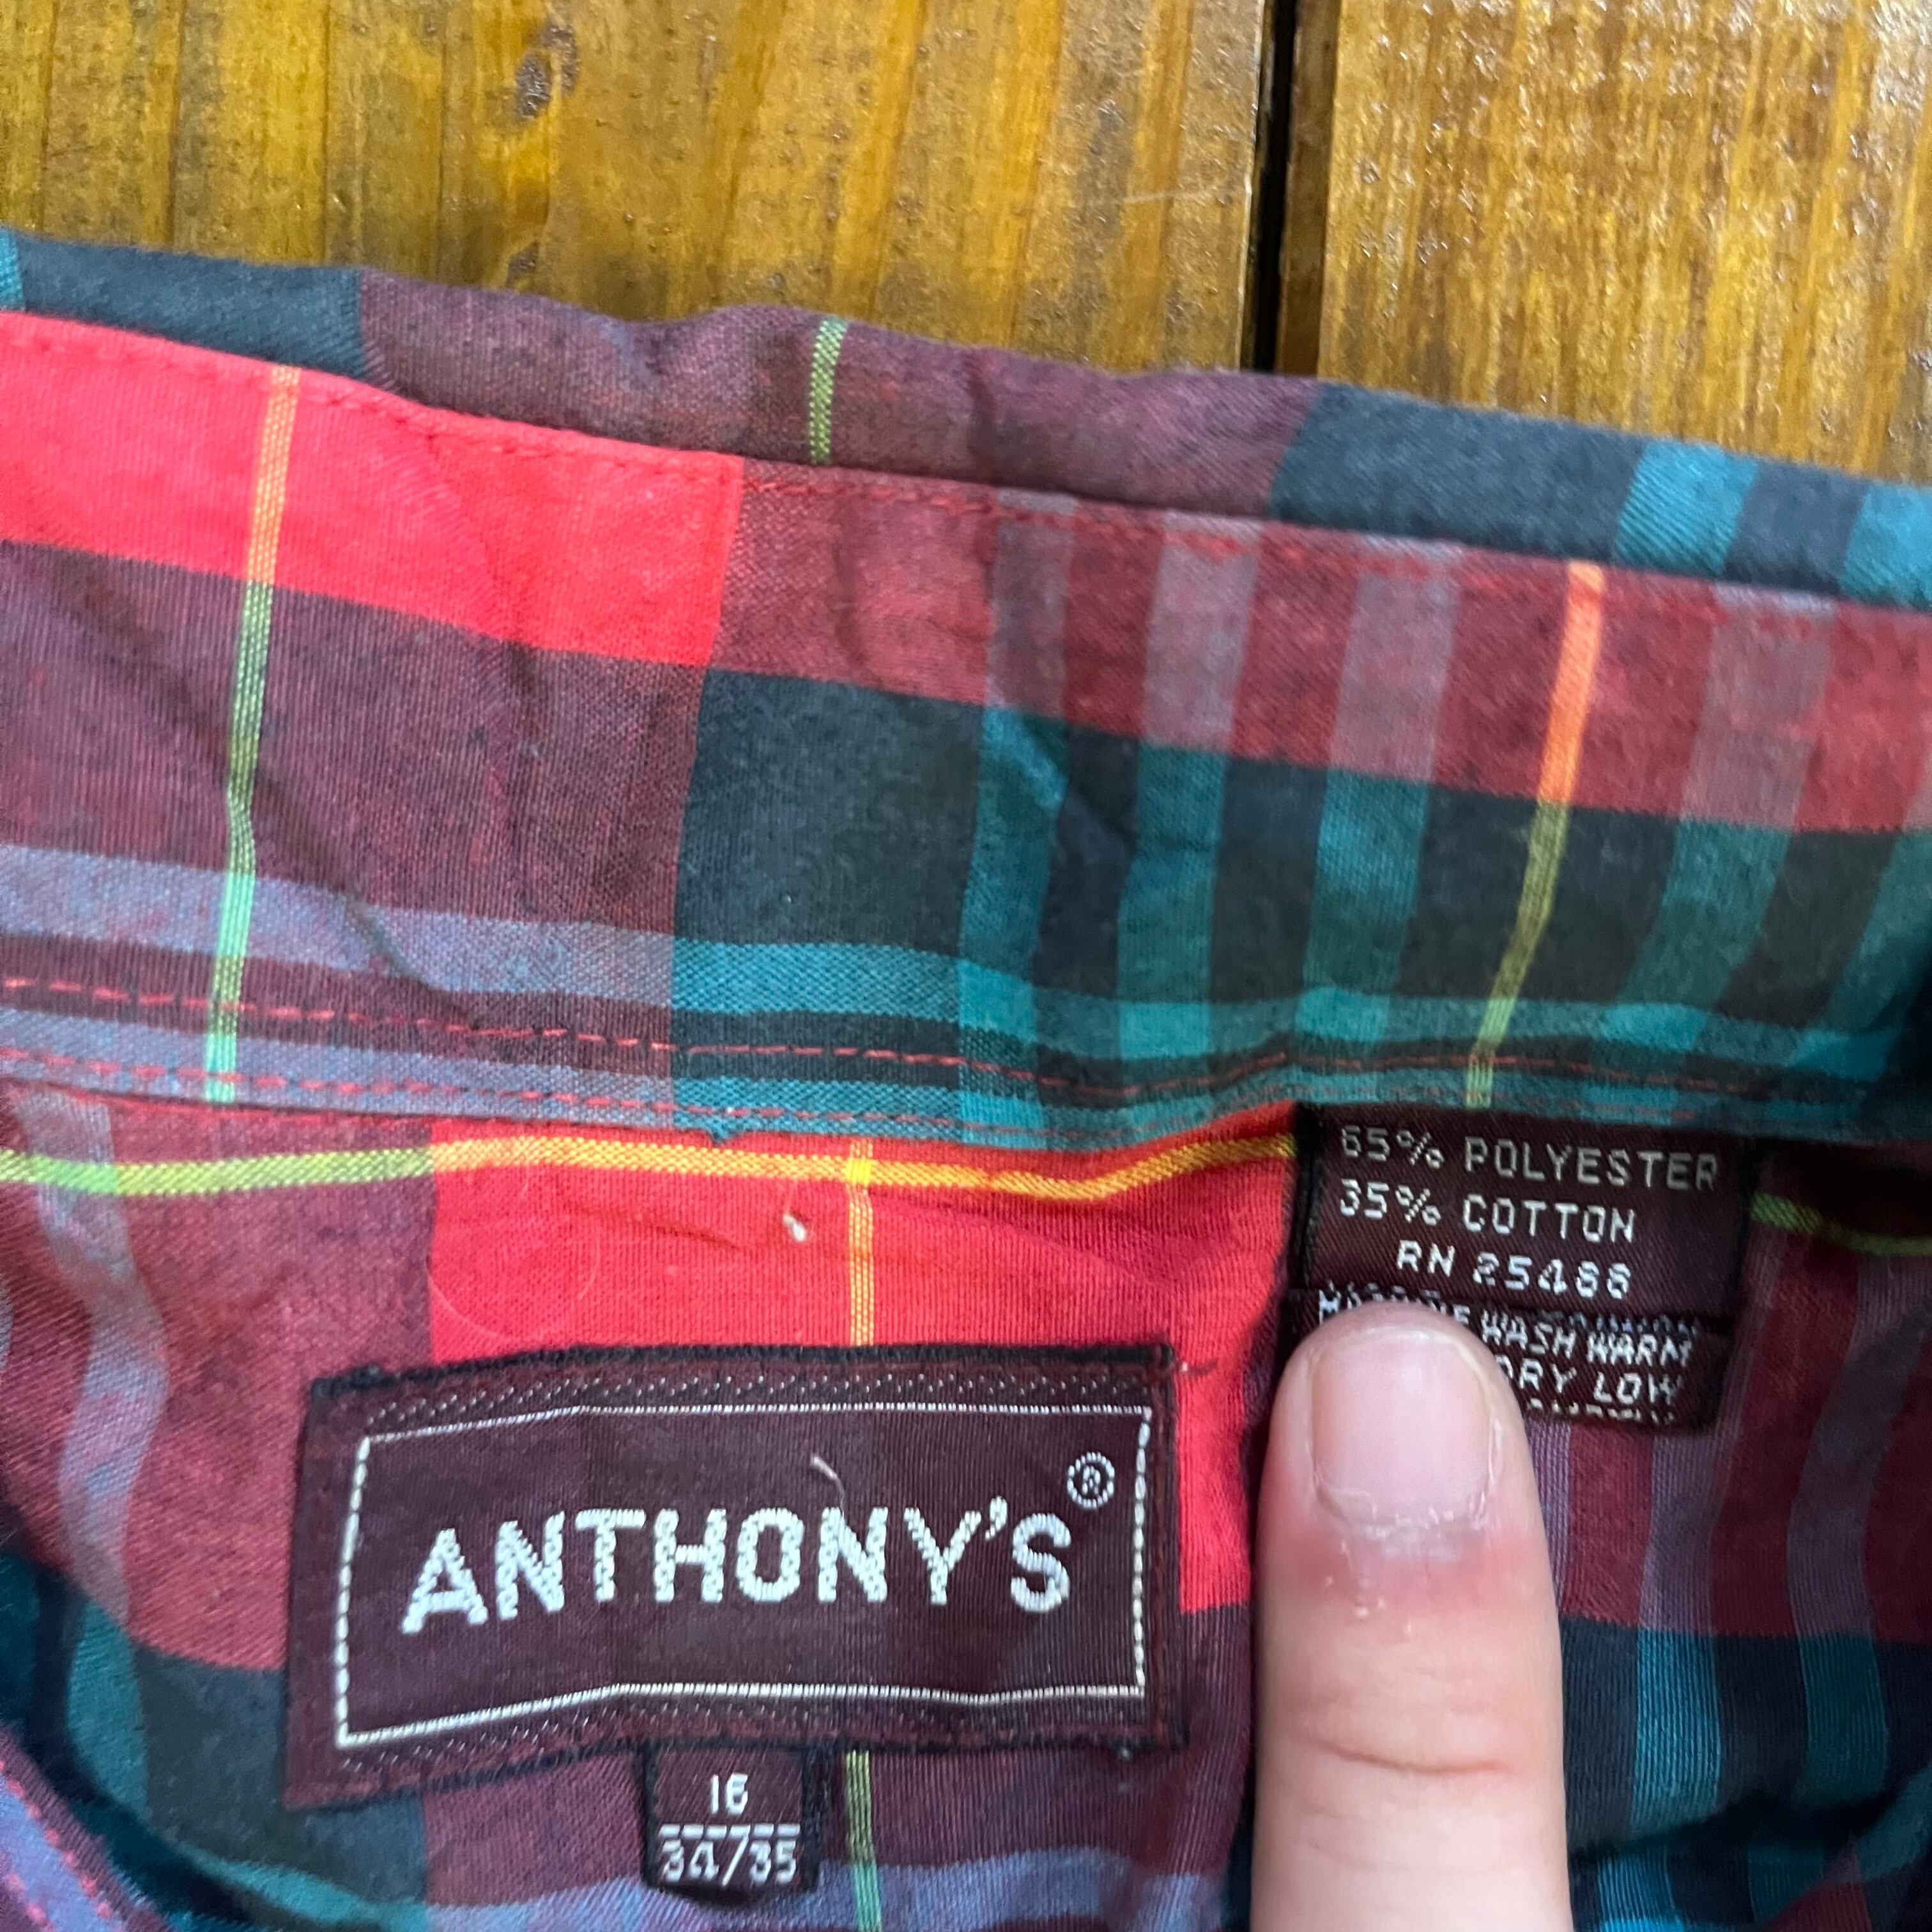 65% POLYESTER
35% COTTON
RN 25488
WASH WARM
DRY LOW
ANTHONY'S®
16
34/35